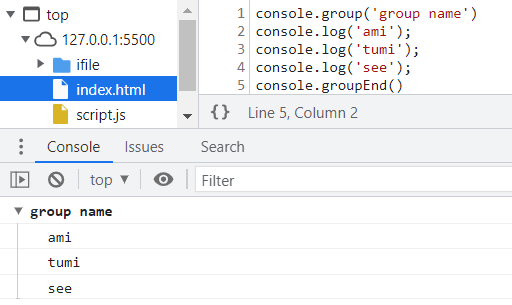 top
127.0.0.1:5500
ifile
index.html
script.js
1 console.group('group name')
2 console.log('ami');
3 console.log('tumi');
4 console.log('see');
5 console.groupEnd()
{} Line 5, Column 2
Console Issues Search
top Filter
group name
ami
tumi
see